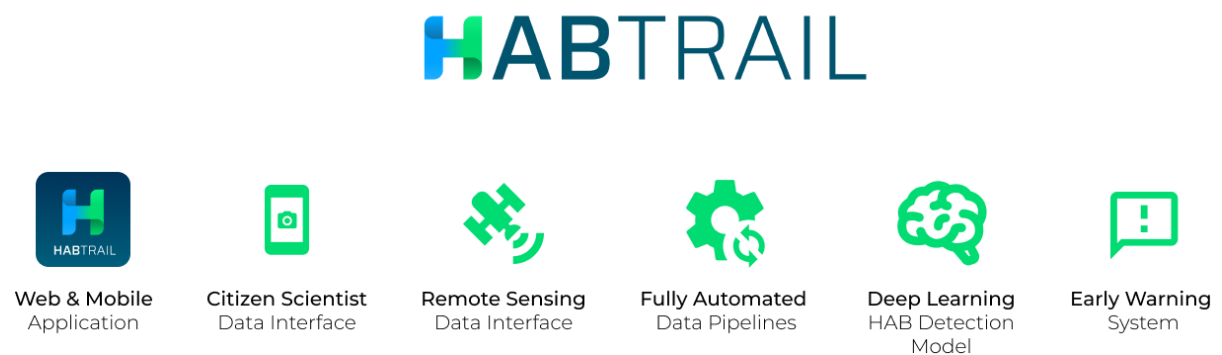 HABTRAIL
HABTRAIL
Web & Mobile
Application
Citizen Scientist
Data Interface
Remote Sensing
Data Interface
Fully Automated
Data Pipelines
Deep Learning
HAB Detection
Model
Early Warning
System